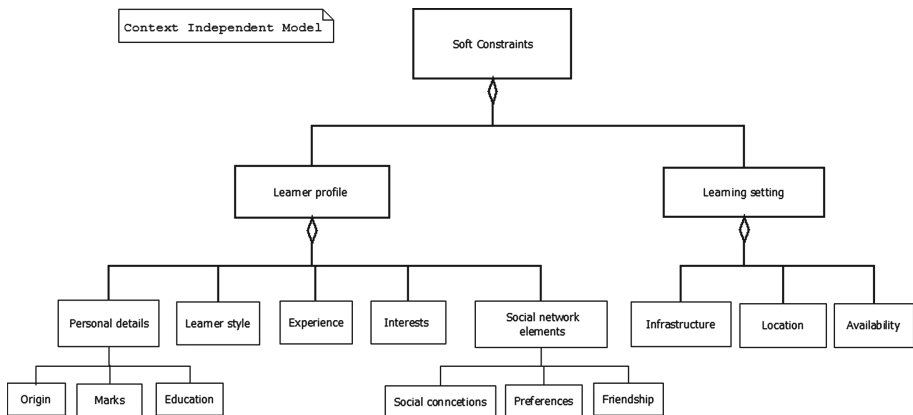 Context Independent Model
Soft Constraints
Learner profile
Learning setting
Personal details
Learner style
Experience
Interests
Social network
elements
Infrastructure
Location
Availability
Origin
Marks
Education
Social conncetions
Preferences
Friendship